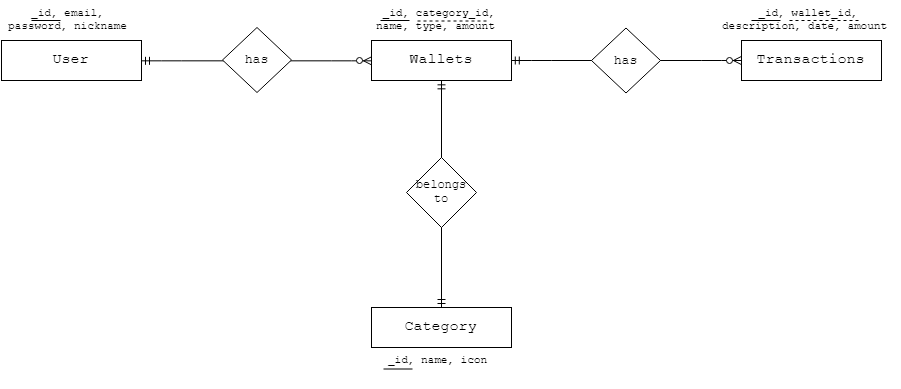 _id, email,
password, nickname
User
has
_id, category_id,
name, type, amount
Wallets
has
_id, wallet_id,
description, date, amount
Transactions
belongs
to
Category
_id, name, icon